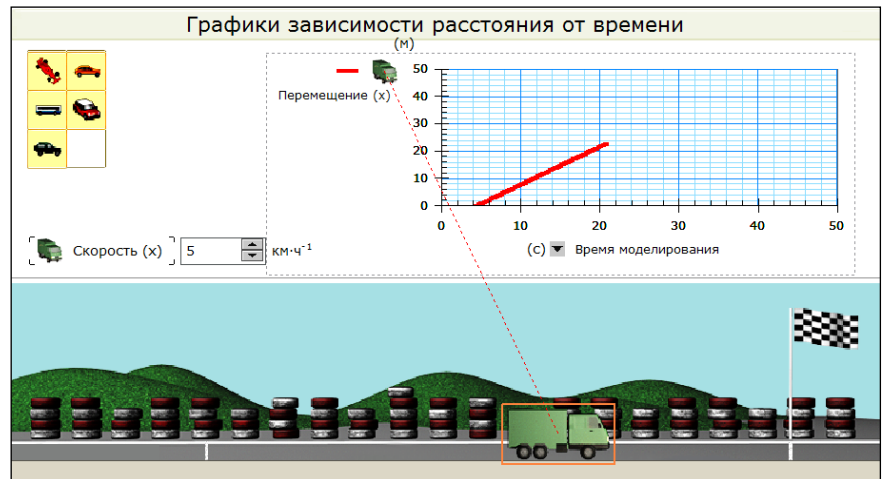 Графики зависимости расстояния от времени
(м)
Перемещение (x)
50
40
30
20
10
0
0 10 20 30 40 50
(с) Время моделирования
Скорость (x) 5 км·ч⁻¹